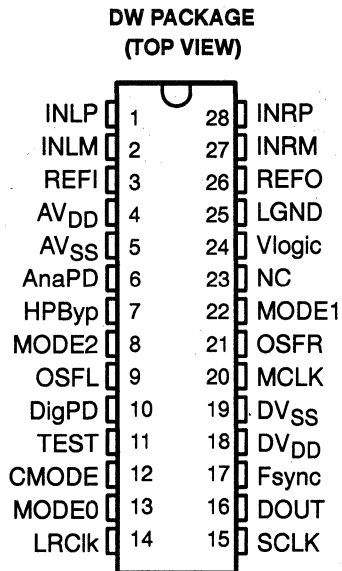 DW PACKAGE
(TOP VIEW)
INLP 1 28 INRP
INLM 2 27 INRM
REFI 3 26 REFO
AVDD 4 25 LGND
AVSS 5 24 Vlogic
AnaPD 6 23 NC
HPByp 7 22 MODE1
MODE2 8 21 OSFR
OSFL 9 20 MCLK
DigPD 10 19 DVSS
TEST 11 18 DVDD
CMODE 12 17 Fsync
MODE0 13 16 DOUT
LRClk 14 15 SCLK